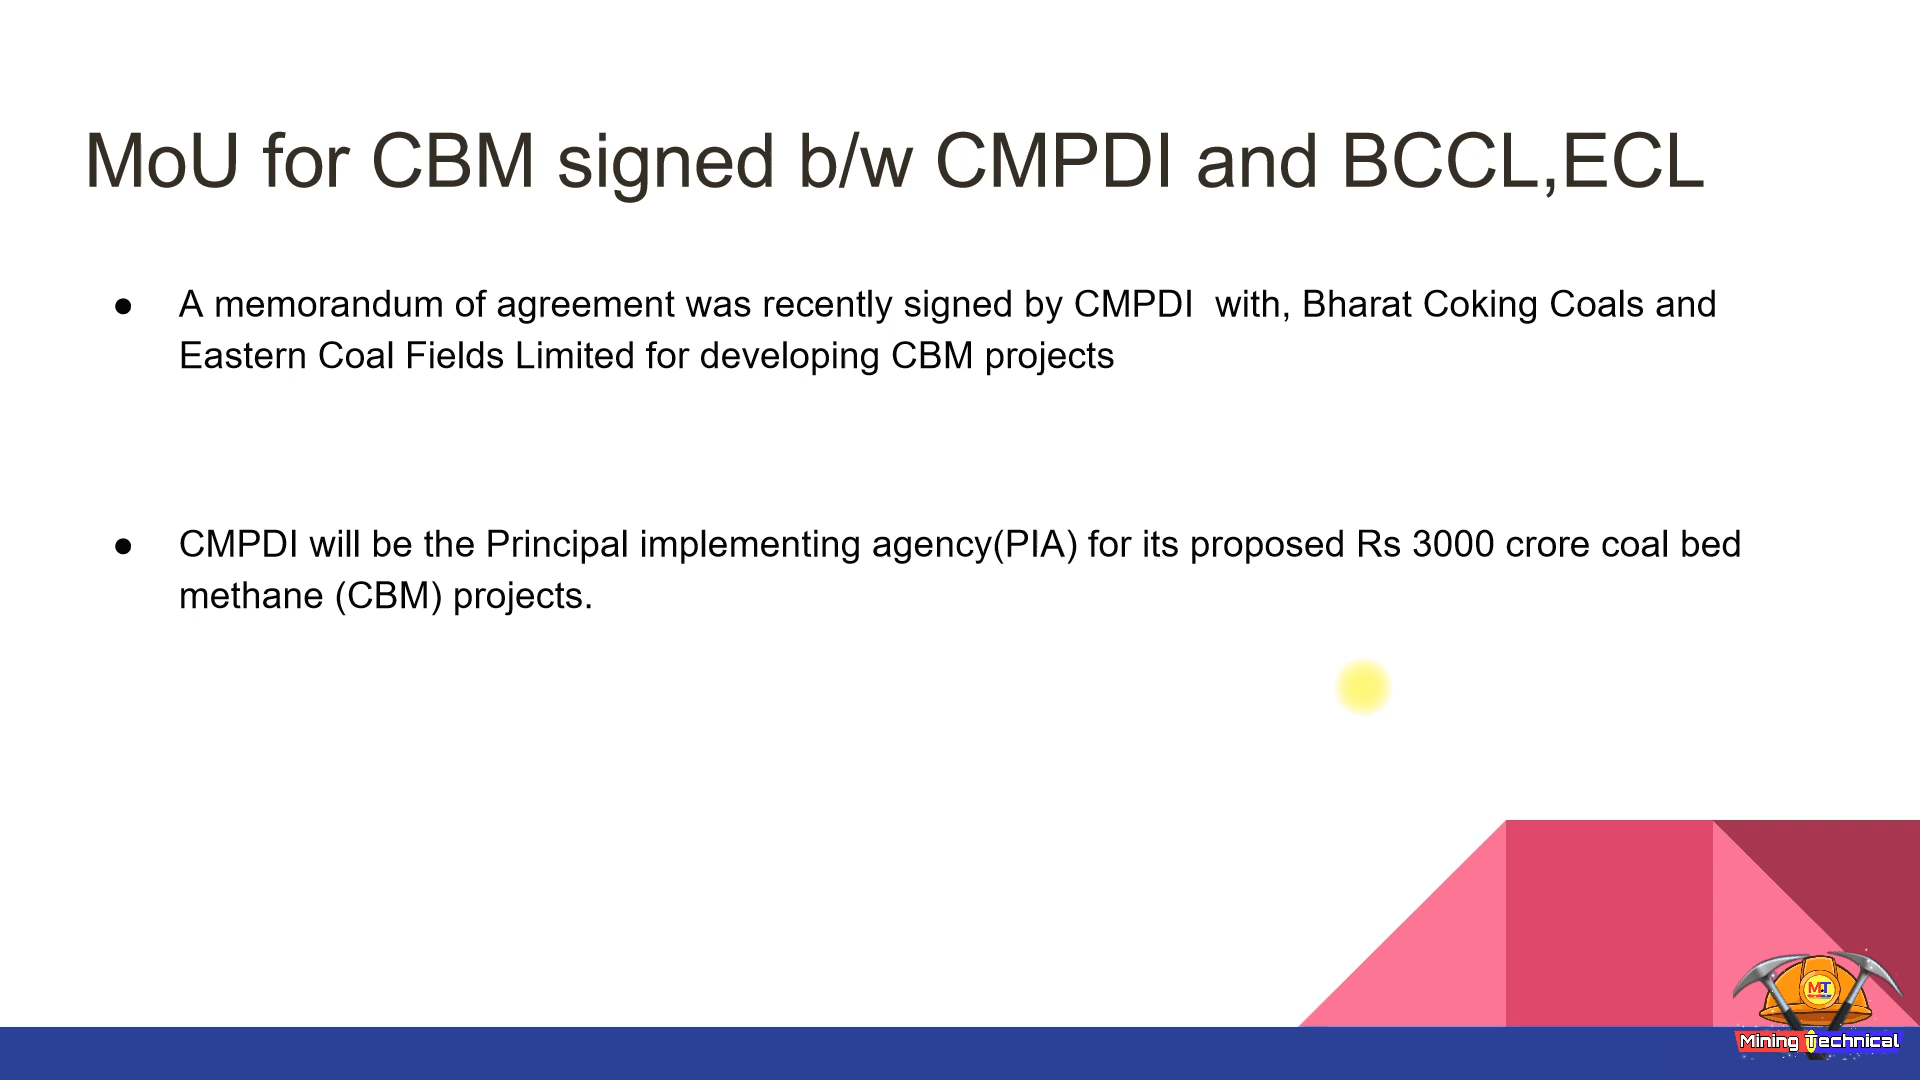 MoU for CBM signed b/w CMPDI and BCCL,ECL
● A memorandum of agreement was recently signed by CMPDI  with, Bharat Coking Coals and
Eastern Coal Fields Limited for developing CBM projects
● CMPDI will be the Principal implementing agency(PIA) for its proposed Rs 3000 crore coal bed
methane (CBM) projects.
MT
Mining Technical